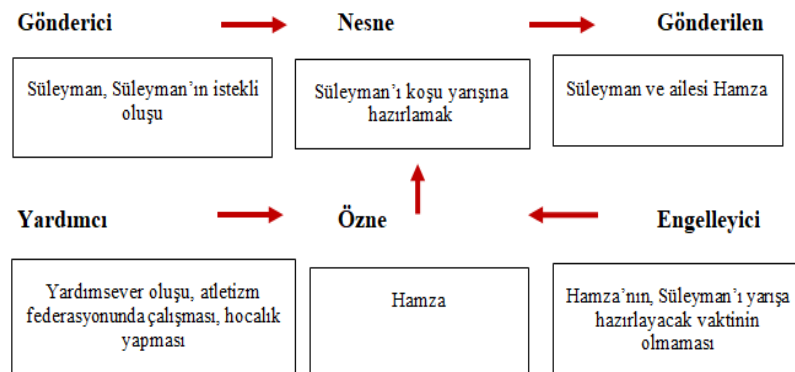 Gönderici Nesne Gönderilen
Süleyman, Süleyman’ın istekli
oluşu
Süleyman’ı koşu yarışına
hazırlamak
Süleyman ve ailesi Hamza
Yardımcı Özne Engelleyici
Yardımsever oluşu, atletizm
federasyonunda çalışması, hocalık
yapması
Hamza
Hamza’nın, Süleyman’ı yarışa
hazırlayacak vaktinin
olmaması